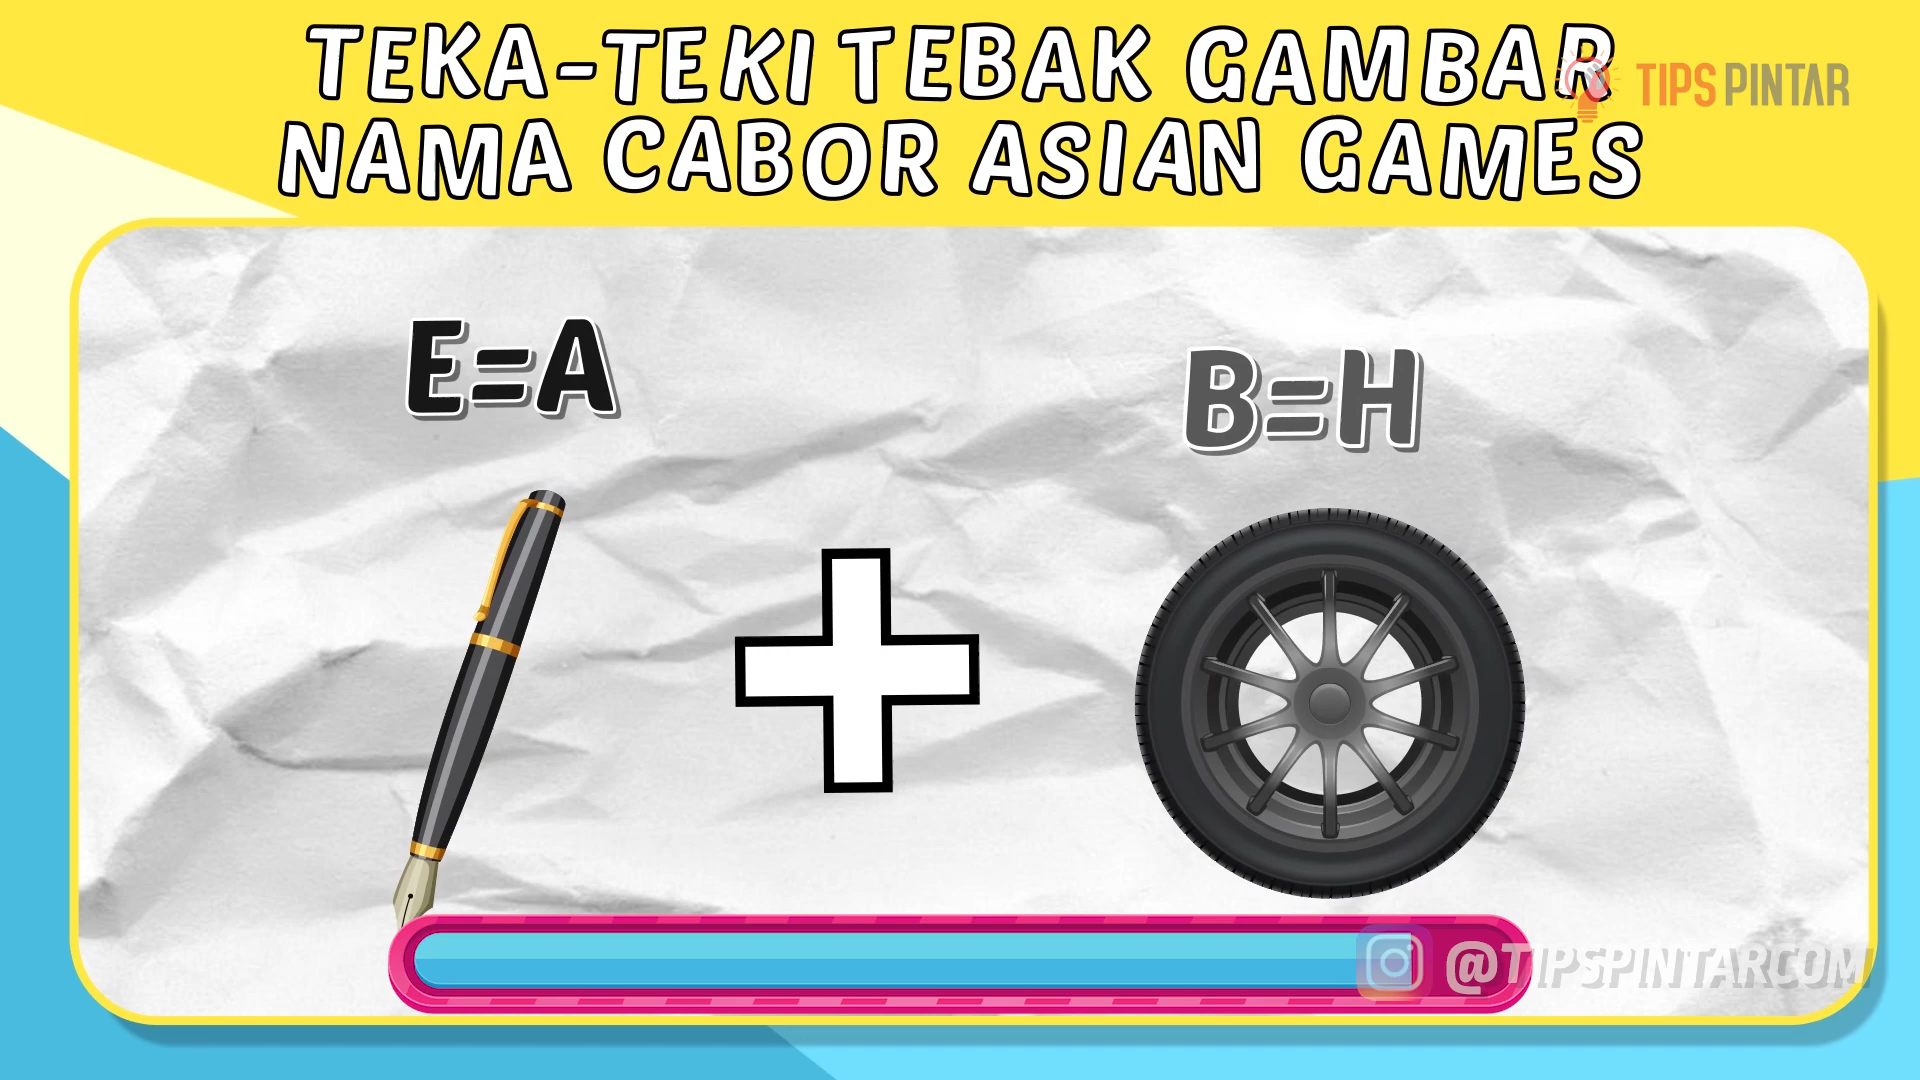 TEKA-TEKI TEBAK GAMBAR
TIPS PINTAR
NAMA CABOR ASIAN GAMES
E=A
B=H
@TIPSPINTARCOM